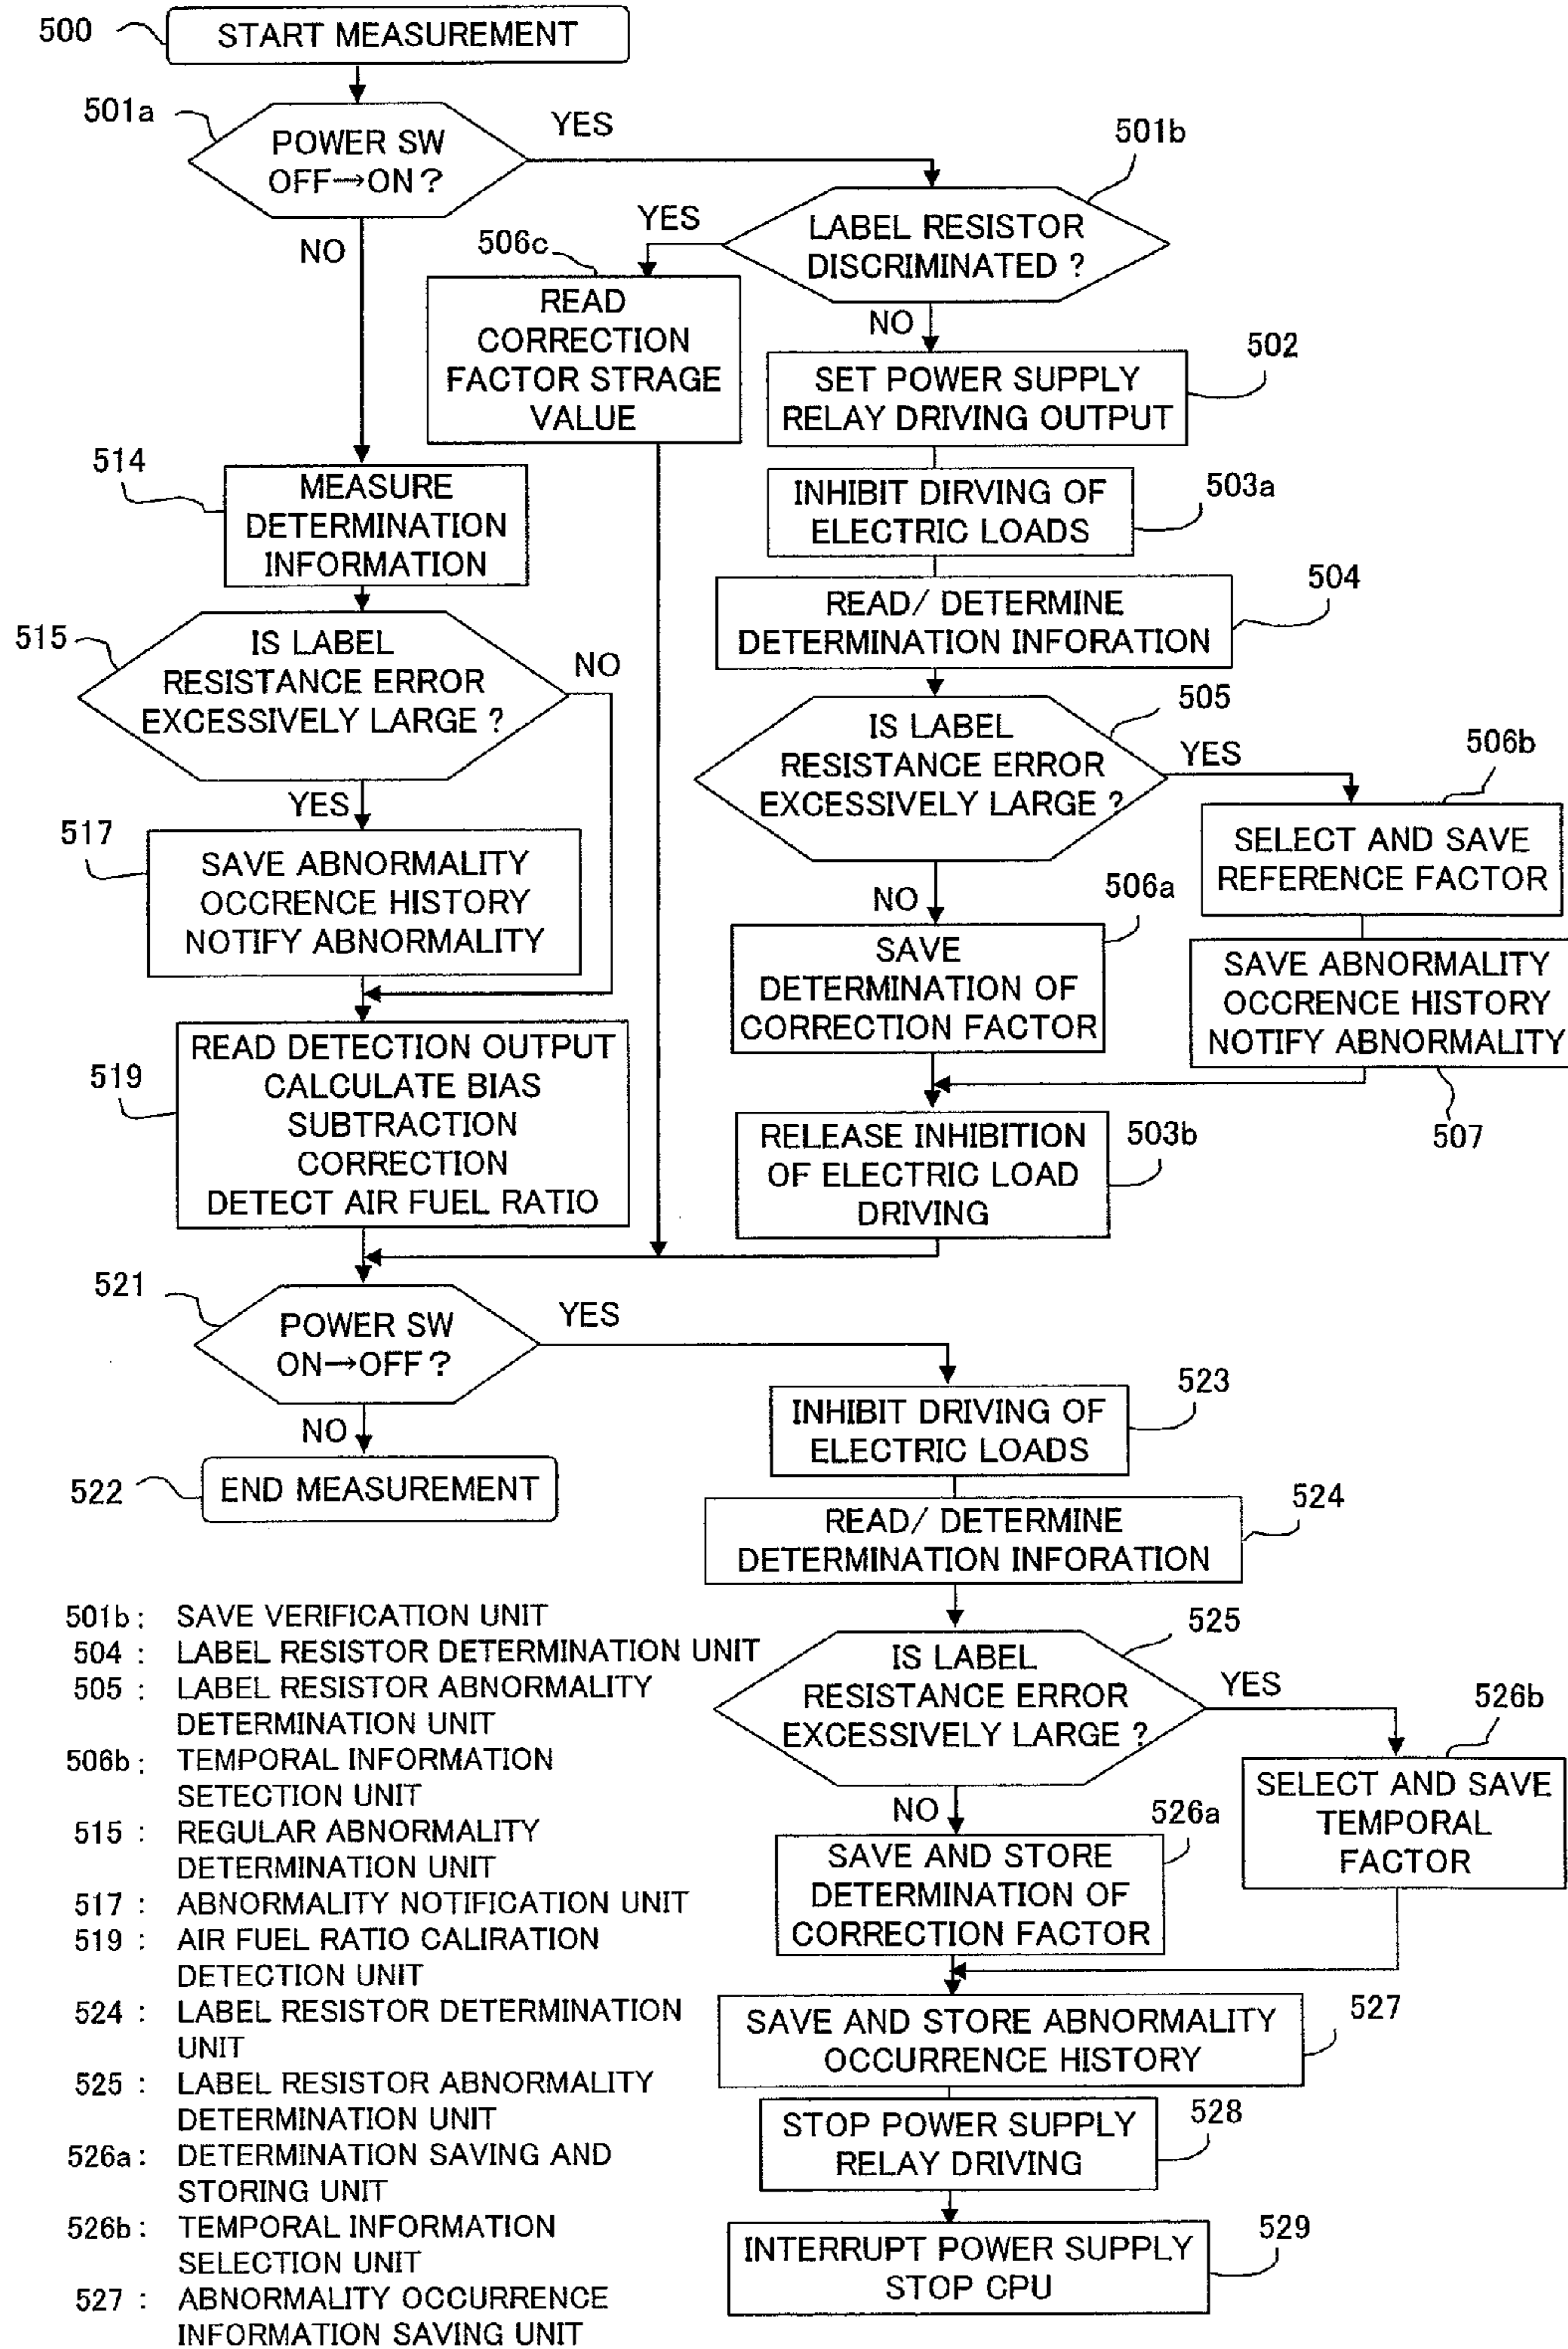 500
START MEASUREMENT
501a
POWER SW
OFF→ON?
YES
NO
501b
LABEL RESISTOR
DISCRIMINATED ?
YES
NO
506c
READ
CORRECTION
FACTOR STRAGE
VALUE
502
SET POWER SUPPLY
RELAY DRIVING OUTPUT
503a
INHIBIT DIRVING OF
ELECTRIC LOADS
504
READ/ DETERMINE
DETERMINATION INFORATION
505
IS LABEL
RESISTANCE ERROR
EXCESSIVELY LARGE ?
YES
NO
506b
SELECT AND SAVE
REFERENCE FACTOR
506a
SAVE
DETERMINATION OF
CORRECTION FACTOR
SAVE ABNORMALITY
OCCRENCE HISTORY
NOTIFY ABNORMALITY
507
RELEASE INHIBITION
OF ELECTRIC LOAD
DRIVING
503b
514
MEASURE
DETERMINATION
INFORMATION
515
IS LABEL
RESISTANCE ERROR
EXCESSIVELY LARGE ?
NO
YES
517
SAVE ABNORMALITY
OCCRENCE HISTORY
NOTIFY ABNORMALITY
519
READ DETECTION OUTPUT
CALCULATE BIAS
SUBTRACTION
CORRECTION
DETECT AIR FUEL RATIO
521
POWER SW
ON→OFF?
YES
NO
522
END MEASUREMENT
523
INHIBIT DRIVING OF
ELECTRIC LOADS
524
READ/ DETERMINE
DETERMINATION INFORATION
525
IS LABEL
RESISTANCE ERROR
EXCESSIVELY LARGE ?
YES
NO
526b
SELECT AND SAVE
TEMPORAL
FACTOR
526a
SAVE AND STORE
DETERMINATION OF
CORRECTION FACTOR
527
SAVE AND STORE ABNORMALITY
OCCURRENCE HISTORY
528
STOP POWER SUPPLY
RELAY DRIVING
529
INTERRUPT POWER SUPPLY
STOP CPU
501b: SAVE VERIFICATION UNIT
504 : LABEL RESISTOR DETERMINATION UNIT
505 : LABEL RESISTOR ABNORMALITY
DETERMINATION UNIT
506b: TEMPORAL INFORMATION
SETECTION UNIT
515 : REGULAR ABNORMALITY
DETERMINATION UNIT
517 : ABNORMALITY NOTIFICATION UNIT
519 : AIR FUEL RATIO CALIRATION
DETECTION UNIT
524 : LABEL RESISTOR DETERMINATION
UNIT
525 : LABEL RESISTOR ABNORMALITY
DETERMINATION UNIT
526a: DETERMINATION SAVING AND
STORING UNIT
526b: TEMPORAL INFORMATION
SELECTION UNIT
527 : ABNORMALITY OCCURRENCE
INFORMATION SAVING UNIT